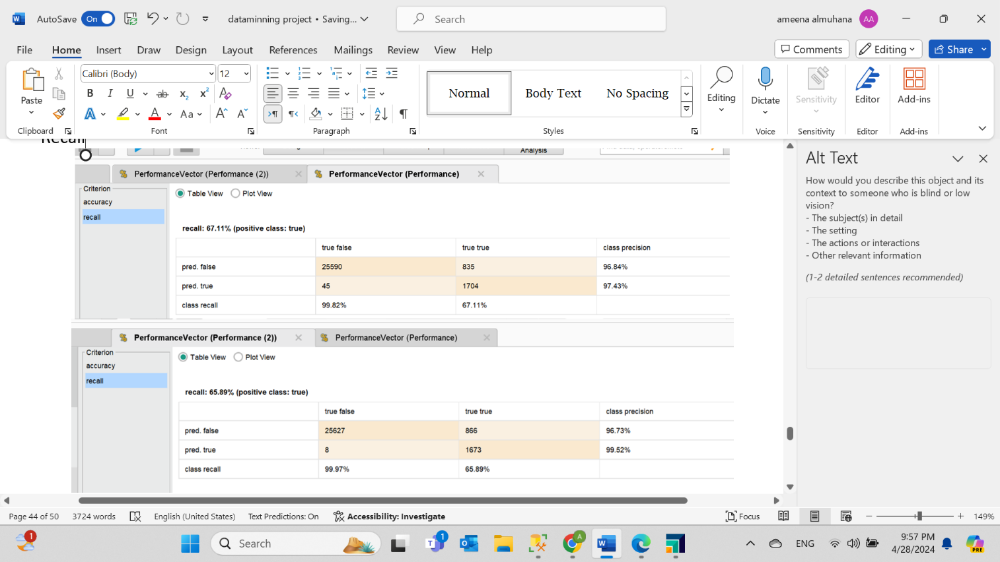 AutoSave On dataminning project • Saving... Search ameena almuhana AA
File Home Insert Draw Design Layout References Mailings Review View Help Comments Editing Share
Paste
Clipboard
Calibri (Body) 12
B I U ab x₂ x² A
A A Aa A A
Font
Paragraph
Normal Body Text No Spacing
Styles
Editing
Dictate
Voice
Sensitivity
Sensitivity
Editor
Editor
Add-ins
Add-ins
Recall
Analysis
PerformanceVector (Performance (2)) PerformanceVector (Performance)
Criterion
accuracy
recall
Table View Plot View
recall: 67.11% (positive class: true)
true false true true class precision
pred. false 25590 835 96.84%
pred. true 45 1704 97.43%
class recall 99.82% 67.11%
PerformanceVector (Performance (2)) PerformanceVector (Performance)
Criterion
accuracy
recall
Table View Plot View
recall: 65.89% (positive class: true)
true false true true class precision
pred. false 25627 866 96.73%
pred. true 8 1673 99.52%
class recall 99.97% 65.89%
Alt Text
How would you describe this object and its
context to someone who is blind or low
vision?
- The subject(s) in detail
- The setting
- The actions or interactions
- Other relevant information
(1-2 detailed sentences recommended)
Page 44 of 50 3724 words English (United States) Text Predictions: On Accessibility: Investigate Focus 149%
1 Search 1 A ENG 9:57 PM
4/28/2024 PRE